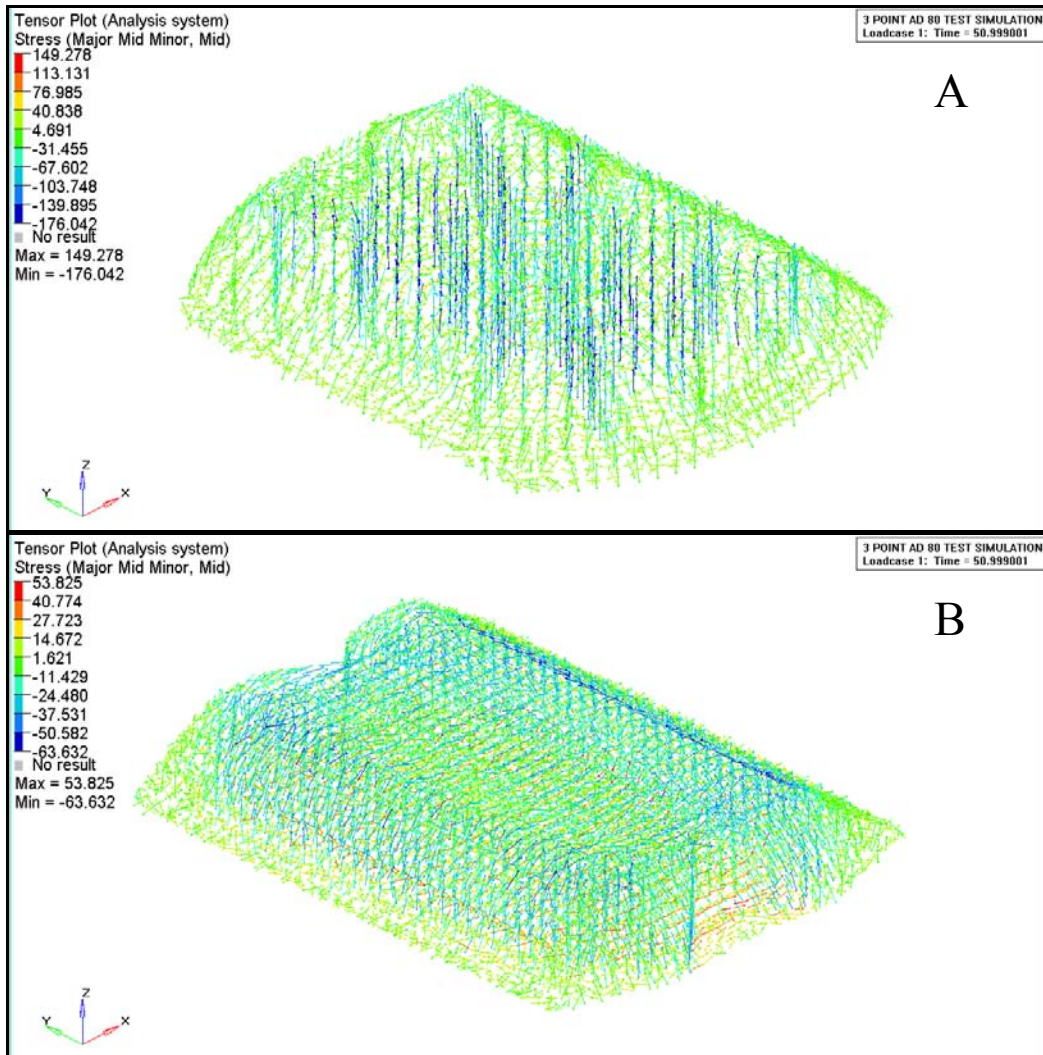 Tensor Plot (Analysis system)
Stress (Major Mid Minor, Mid)
149.278
113.131
76.985
40.838
4.691
-31.455
-67.602
-103.748
-139.895
-176.042
No result
Max = 149.278
Min = -176.042
3 POINT AD 80 TEST SIMULATION
Loadcase 1: Time = 50.999001
A
Z
Y
X
Tensor Plot (Analysis system)
Stress (Major Mid Minor, Mid)
53.825
40.774
27.723
14.672
1.621
-11.429
-24.480
-37.531
-50.582
-63.632
No result
Max = 53.825
Min = -63.632
3 POINT AD 80 TEST SIMULATION
Loadcase 1: Time = 50.999001
B
Z
Y
X